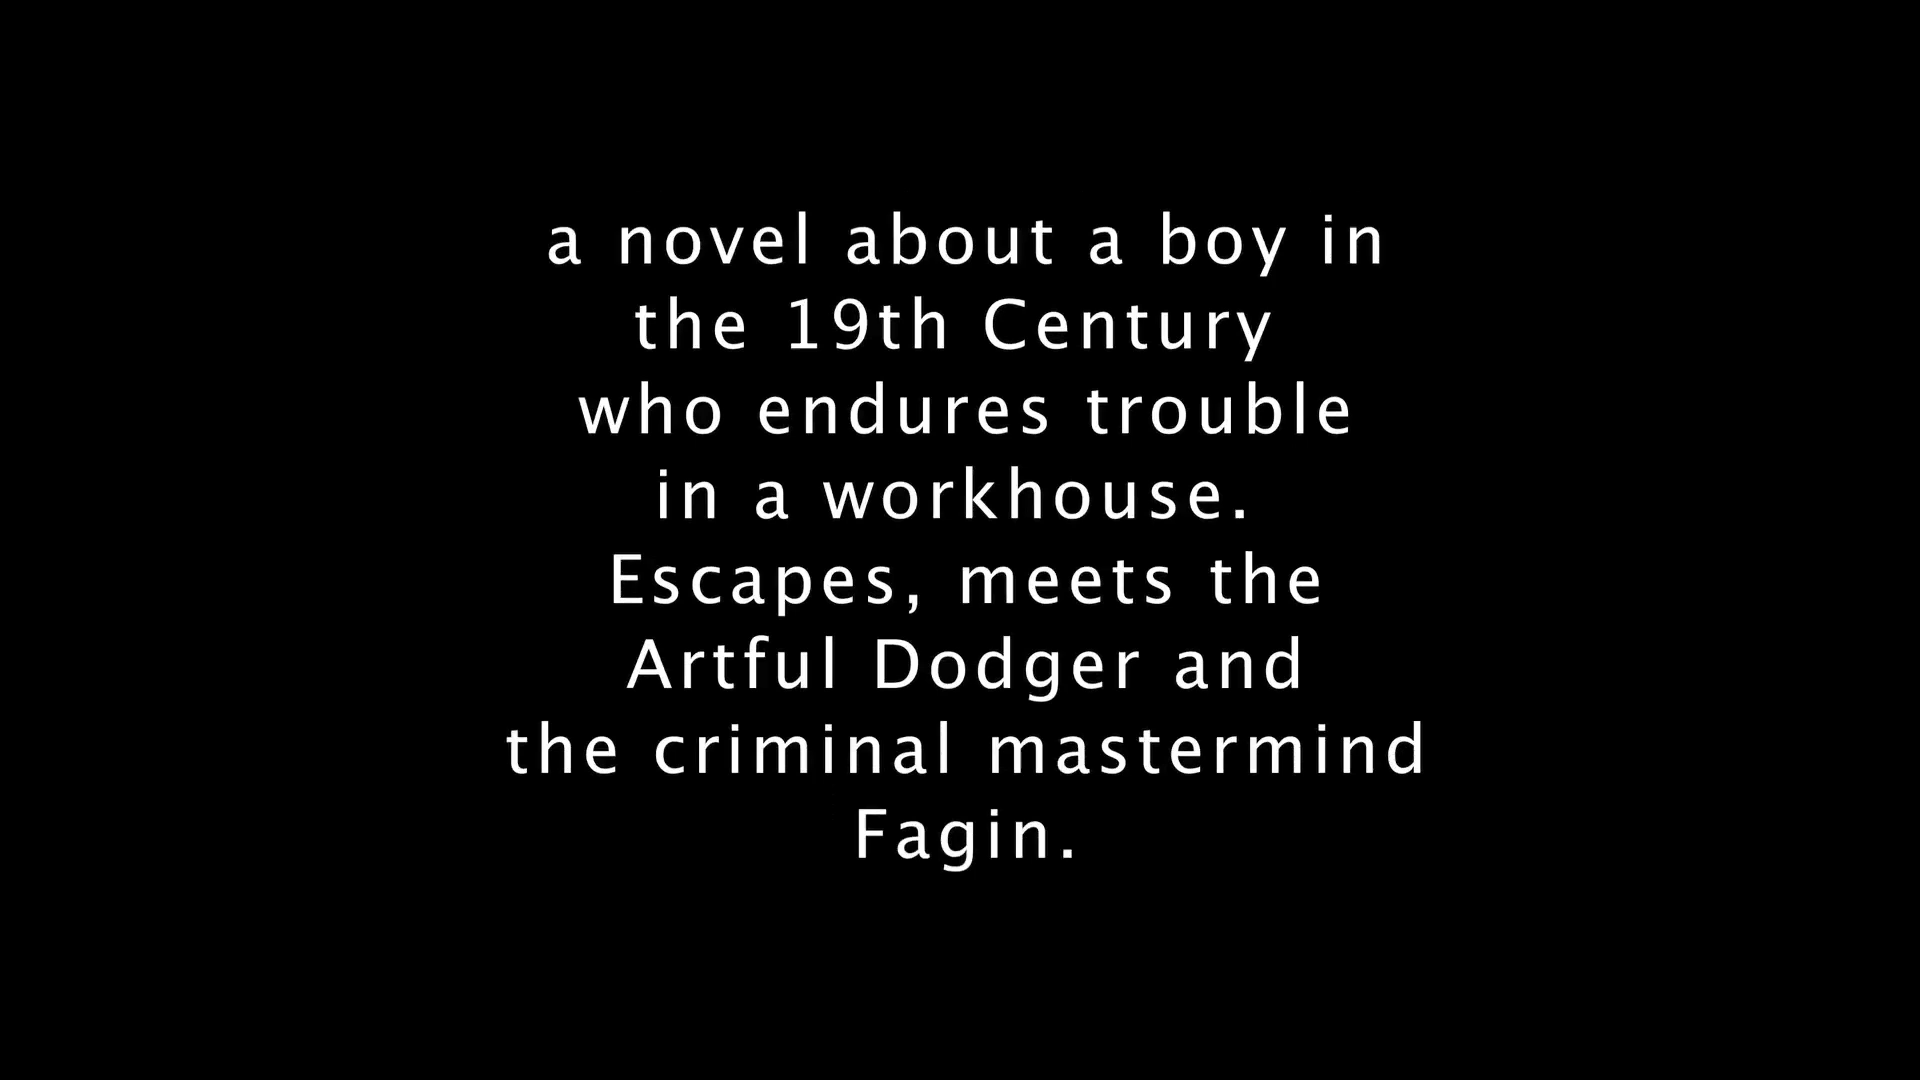 a novel about a boy in
the 19th Century
who endures trouble
in a workhouse.
Escapes, meets the
Artful Dodger and
the criminal mastermind
Fagin.